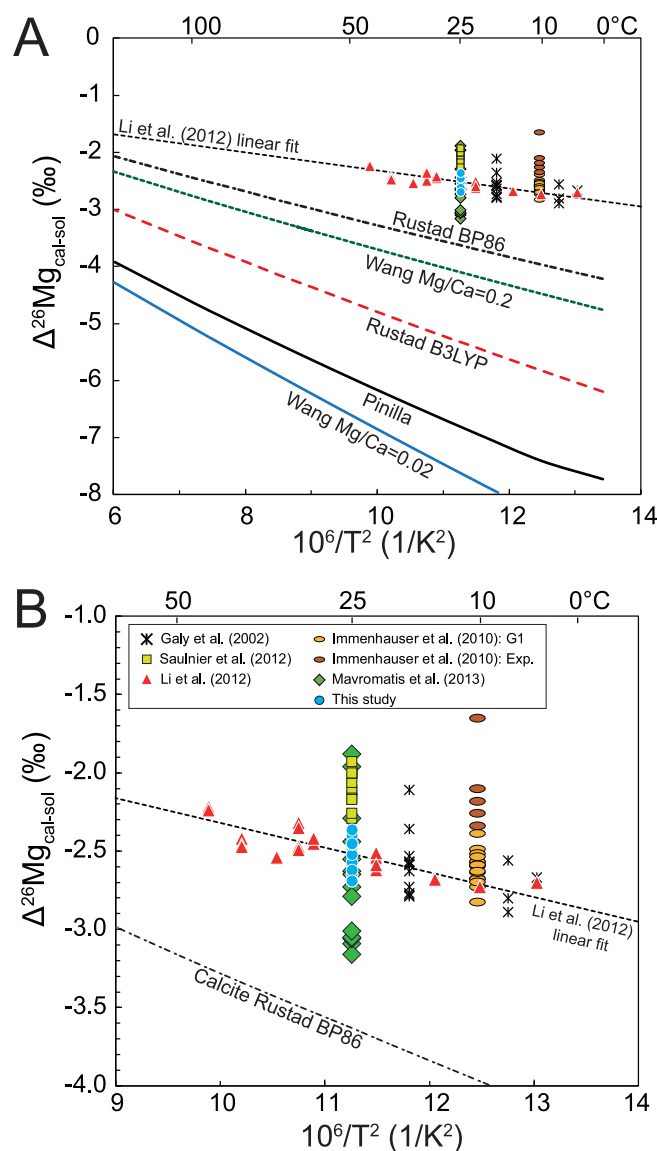 A
100 50 25 10 0°C
0
-1
-2
-3
-4
-5
-6
-7
-8
Δ26Mgcal-sol (‰)
Li et al. (2012) linear fit
Rustad BP86
Wang Mg/Ca=0.2
Rustad B3LYP
Pinilla
Wang Mg/Ca=0.02
6 8 10 12 14
10⁶/T² (1/K²)
B
50 25 10 0°C
-1.0
-1.5
-2.0
-2.5
-3.0
-3.5
-4.0
Δ26Mgcal-sol (‰)
Galy et al. (2002)
Saulnier et al. (2012)
Li et al. (2012)
Immenhauser et al. (2010): G1
Immenhauser et al. (2010): Exp.
Mavromatis et al. (2013)
This study
Li et al. (2012)
linear fit
Calcite Rustad BP86
9 10 11 12 13 14
10⁶/T² (1/K²)